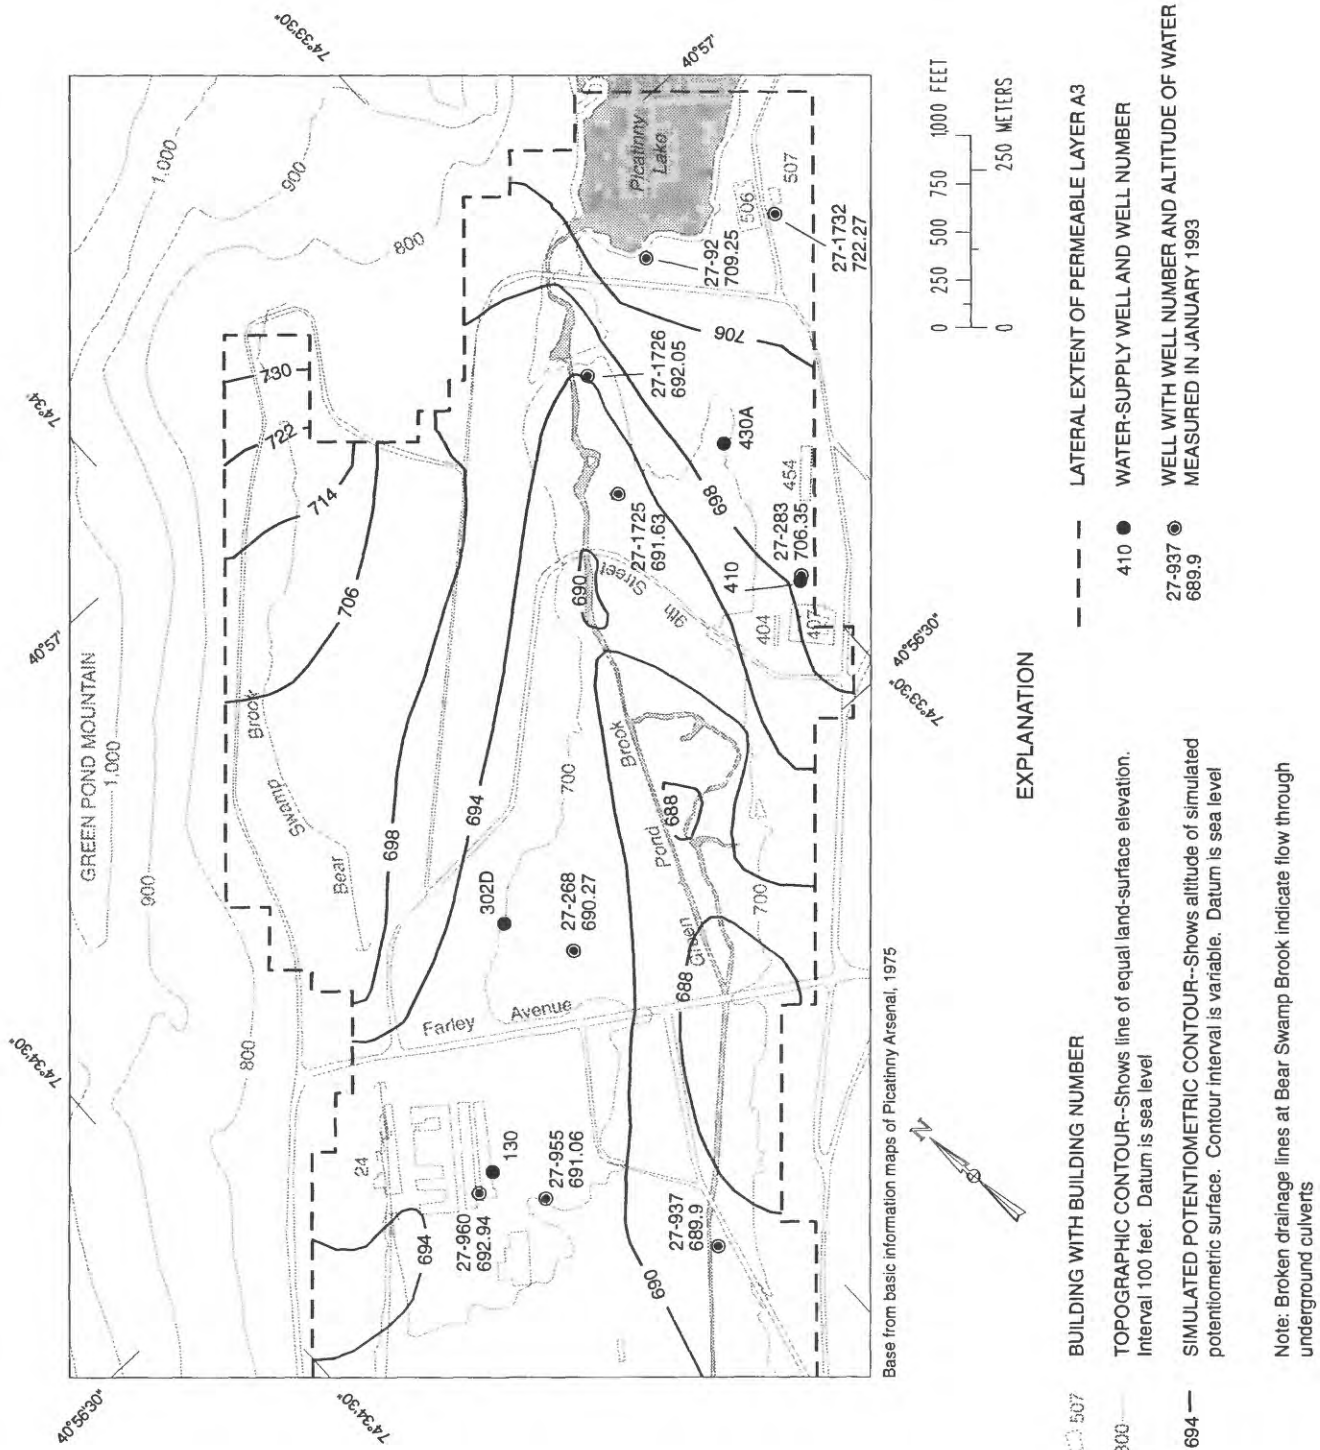 74°33'30"
40°57'
1,000
900
800
Picatinny
Lake
506
507
27-1732
722.27
27-92
709.25
706
27-1726
692.05
430A
698
454
27-283
706.35
410
27-1725
691.63
690
9th Street
404
407
40°56'30"
74°33'30"
74°34'
730
722
714
706
40°57'
GREEN POND MOUNTAIN
1,000
900
800
Bear Swamp Brook
698
694
700
302D
27-268
690.27
Green Pond Brook
688
700
688
Farley Avenue
74°34'30"
24
130
27-960
692.94
27-955
691.06
694
27-937
689.9
690
40°56'30"
74°34'30"
Base from basic information maps of Picatinny Arsenal, 1975
N
0 250 500 750 1000 FEET
0 250 METERS
EXPLANATION
507 BUILDING WITH BUILDING NUMBER
TOPOGRAPHIC CONTOUR--Shows line of equal land-surface elevation.
Interval 100 feet. Datum is sea level
694 SIMULATED POTENTIOMETRIC CONTOUR--Shows altitude of simulated
potentiometric surface. Contour interval is variable. Datum is sea level
Note: Broken drainage lines at Bear Swamp Brook indicate flow through
underground culverts
LATERAL EXTENT OF PERMEABLE LAYER A3
410 WATER-SUPPLY WELL AND WELL NUMBER
27-937 WELL WITH WELL NUMBER AND ALTITUDE OF WATER
689.9 MEASURED IN JANUARY 1993